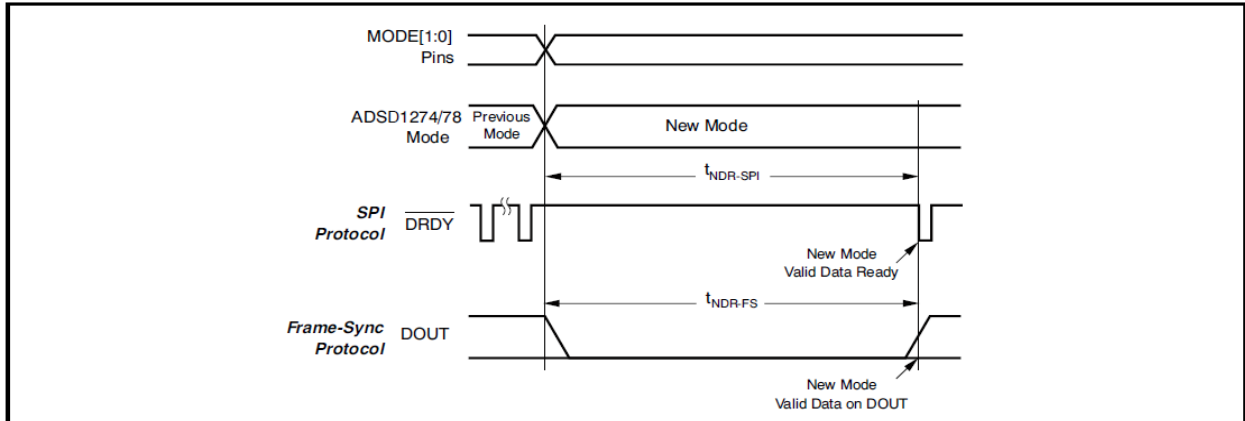 MODE[1:0]
Pins
ADSD1274/78
Mode
Previous
Mode
New Mode
tNDR-SPI
SPI
Protocol
DRDY
New Mode
Valid Data Ready
tNDR-FS
Frame-Sync
Protocol
DOUT
New Mode
Valid Data on DOUT